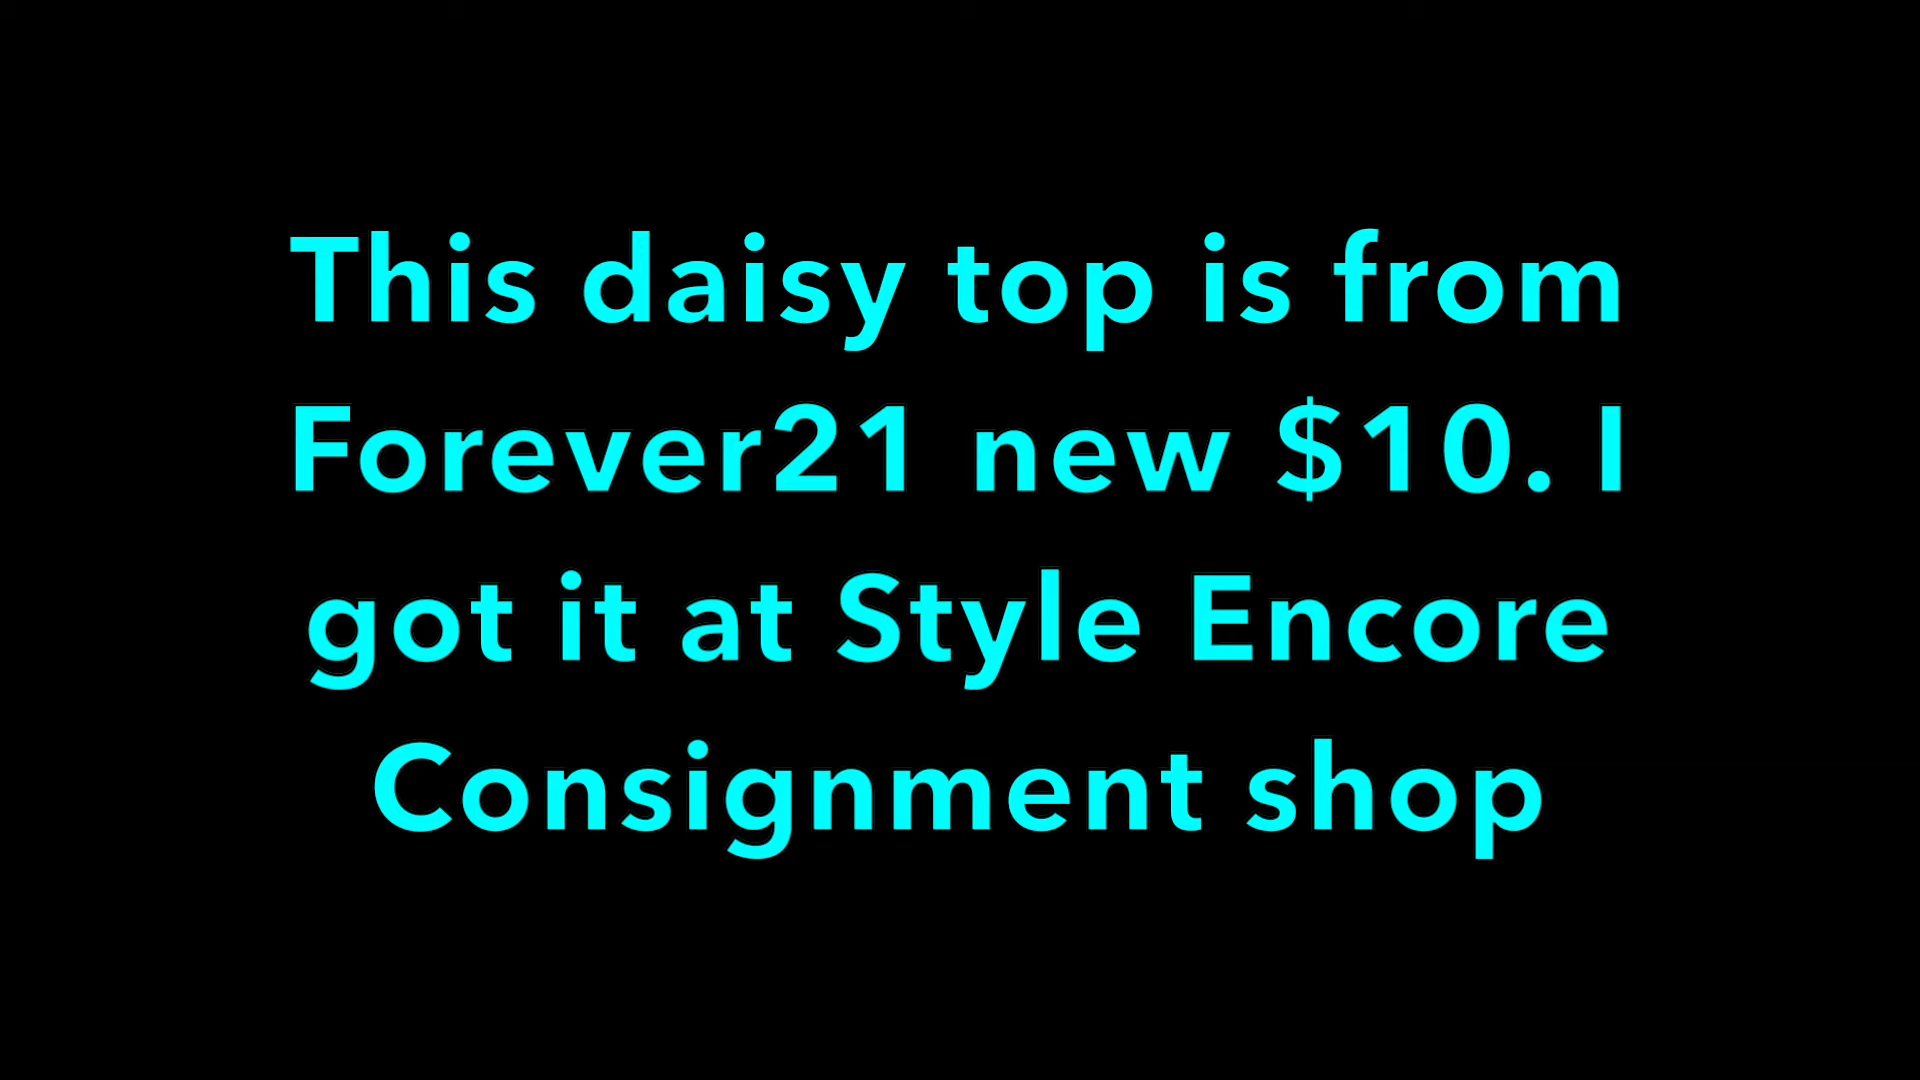 This daisy top is from
Forever21 new $10. I
got it at Style Encore
Consignment shop